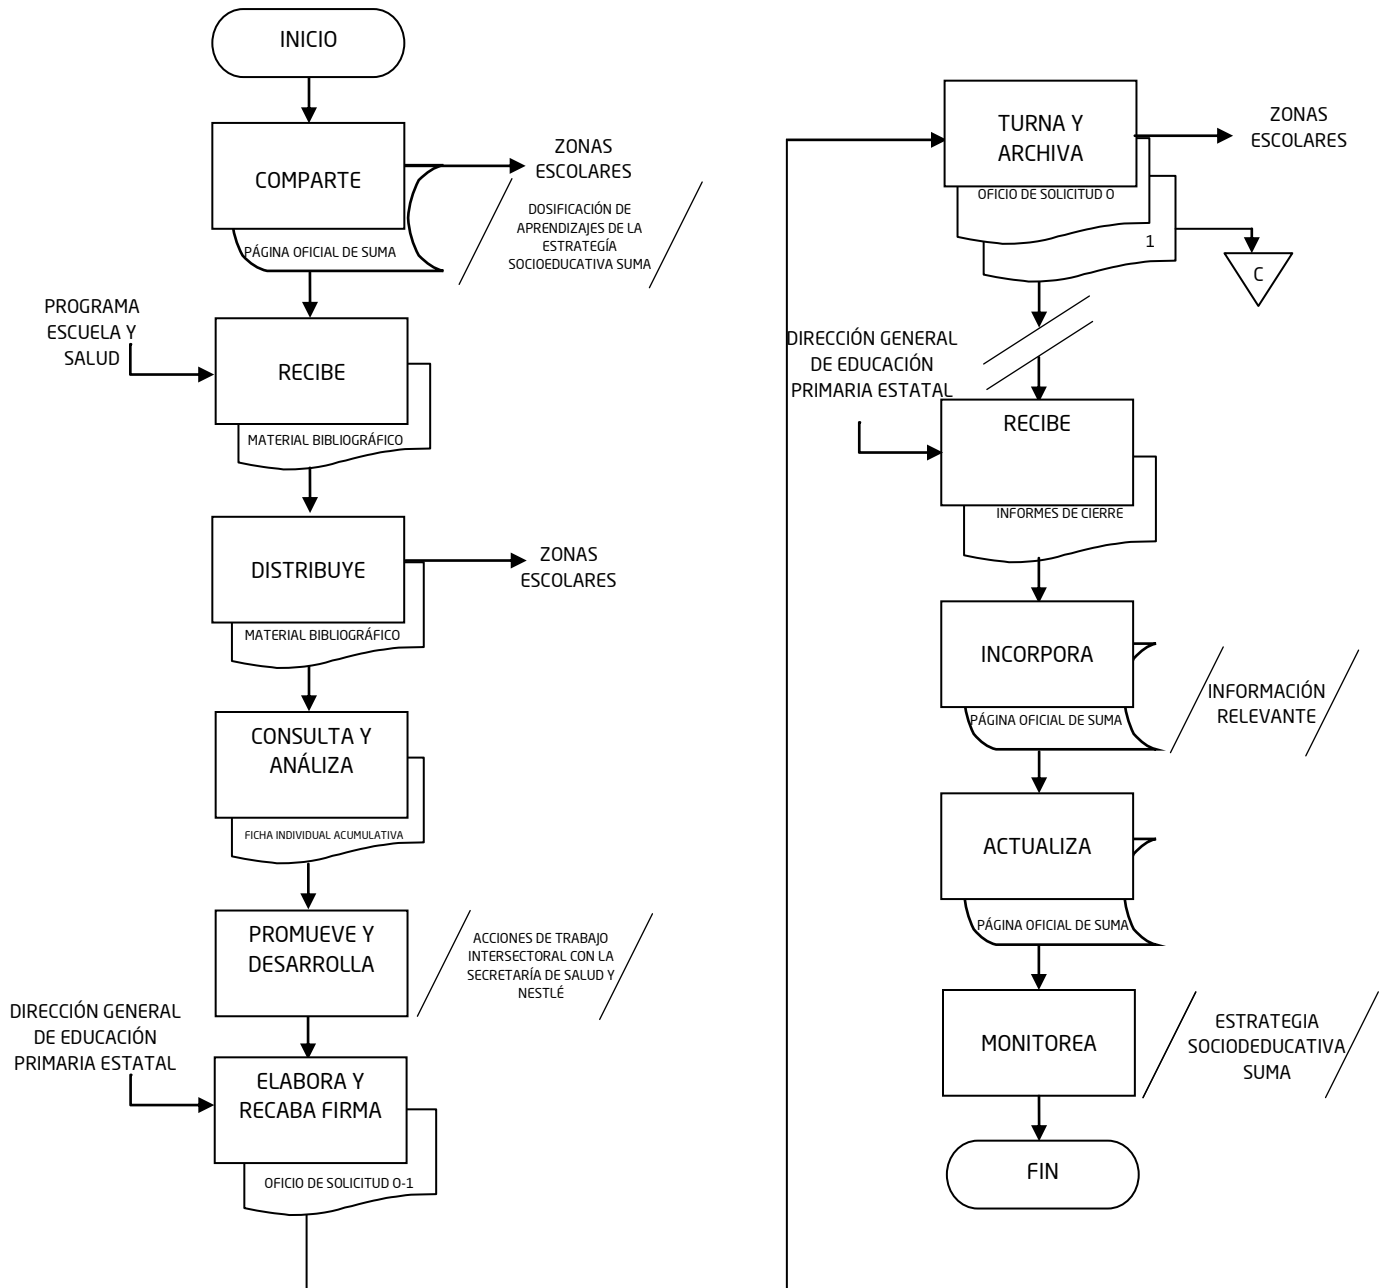 INICIO
COMPARTE
ZONAS
ESCOLARES
PÁGINA OFICIAL DE SUMA
DOSIFICACIÓN DE
APRENDIZAJES DE LA
ESTRATEGÍA
SOCIOEDUCATIVA SUMA
PROGRAMA
ESCUELA Y
SALUD
RECIBE
MATERIAL BIBLIOGRÁFICO
DISTRIBUYE
ZONAS
ESCOLARES
MATERIAL BIBLIOGRÁFICO
CONSULTA Y
ANÁLIZA
FICHA INDIVIDUAL ACUMULATIVA
PROMUEVE Y
DESARROLLA
ACCIONES DE TRABAJO
INTERSECTORAL CON LA
SECRETARÍA DE SALUD Y
NESTLÉ
DIRECCIÓN GENERAL
DE EDUCACIÓN
PRIMARIA ESTATAL
ELABORA Y
RECABA FIRMA
OFICIO DE SOLICITUD O-1
TURNA Y
ARCHIVA
ZONAS
ESCOLARES
OFICIO DE SOLICITUD O
1
C
DIRECCIÓN GENERAL
DE EDUCACIÓN
PRIMARIA ESTATAL
RECIBE
INFORMES DE CIERRE
INCORPORA
PÁGINA OFICIAL DE SUMA
INFORMACIÓN
RELEVANTE
ACTUALIZA
PÁGINA OFICIAL DE SUMA
MONITOREA
ESTRATEGIA
SOCIODEDUCATIVA
SUMA
FIN